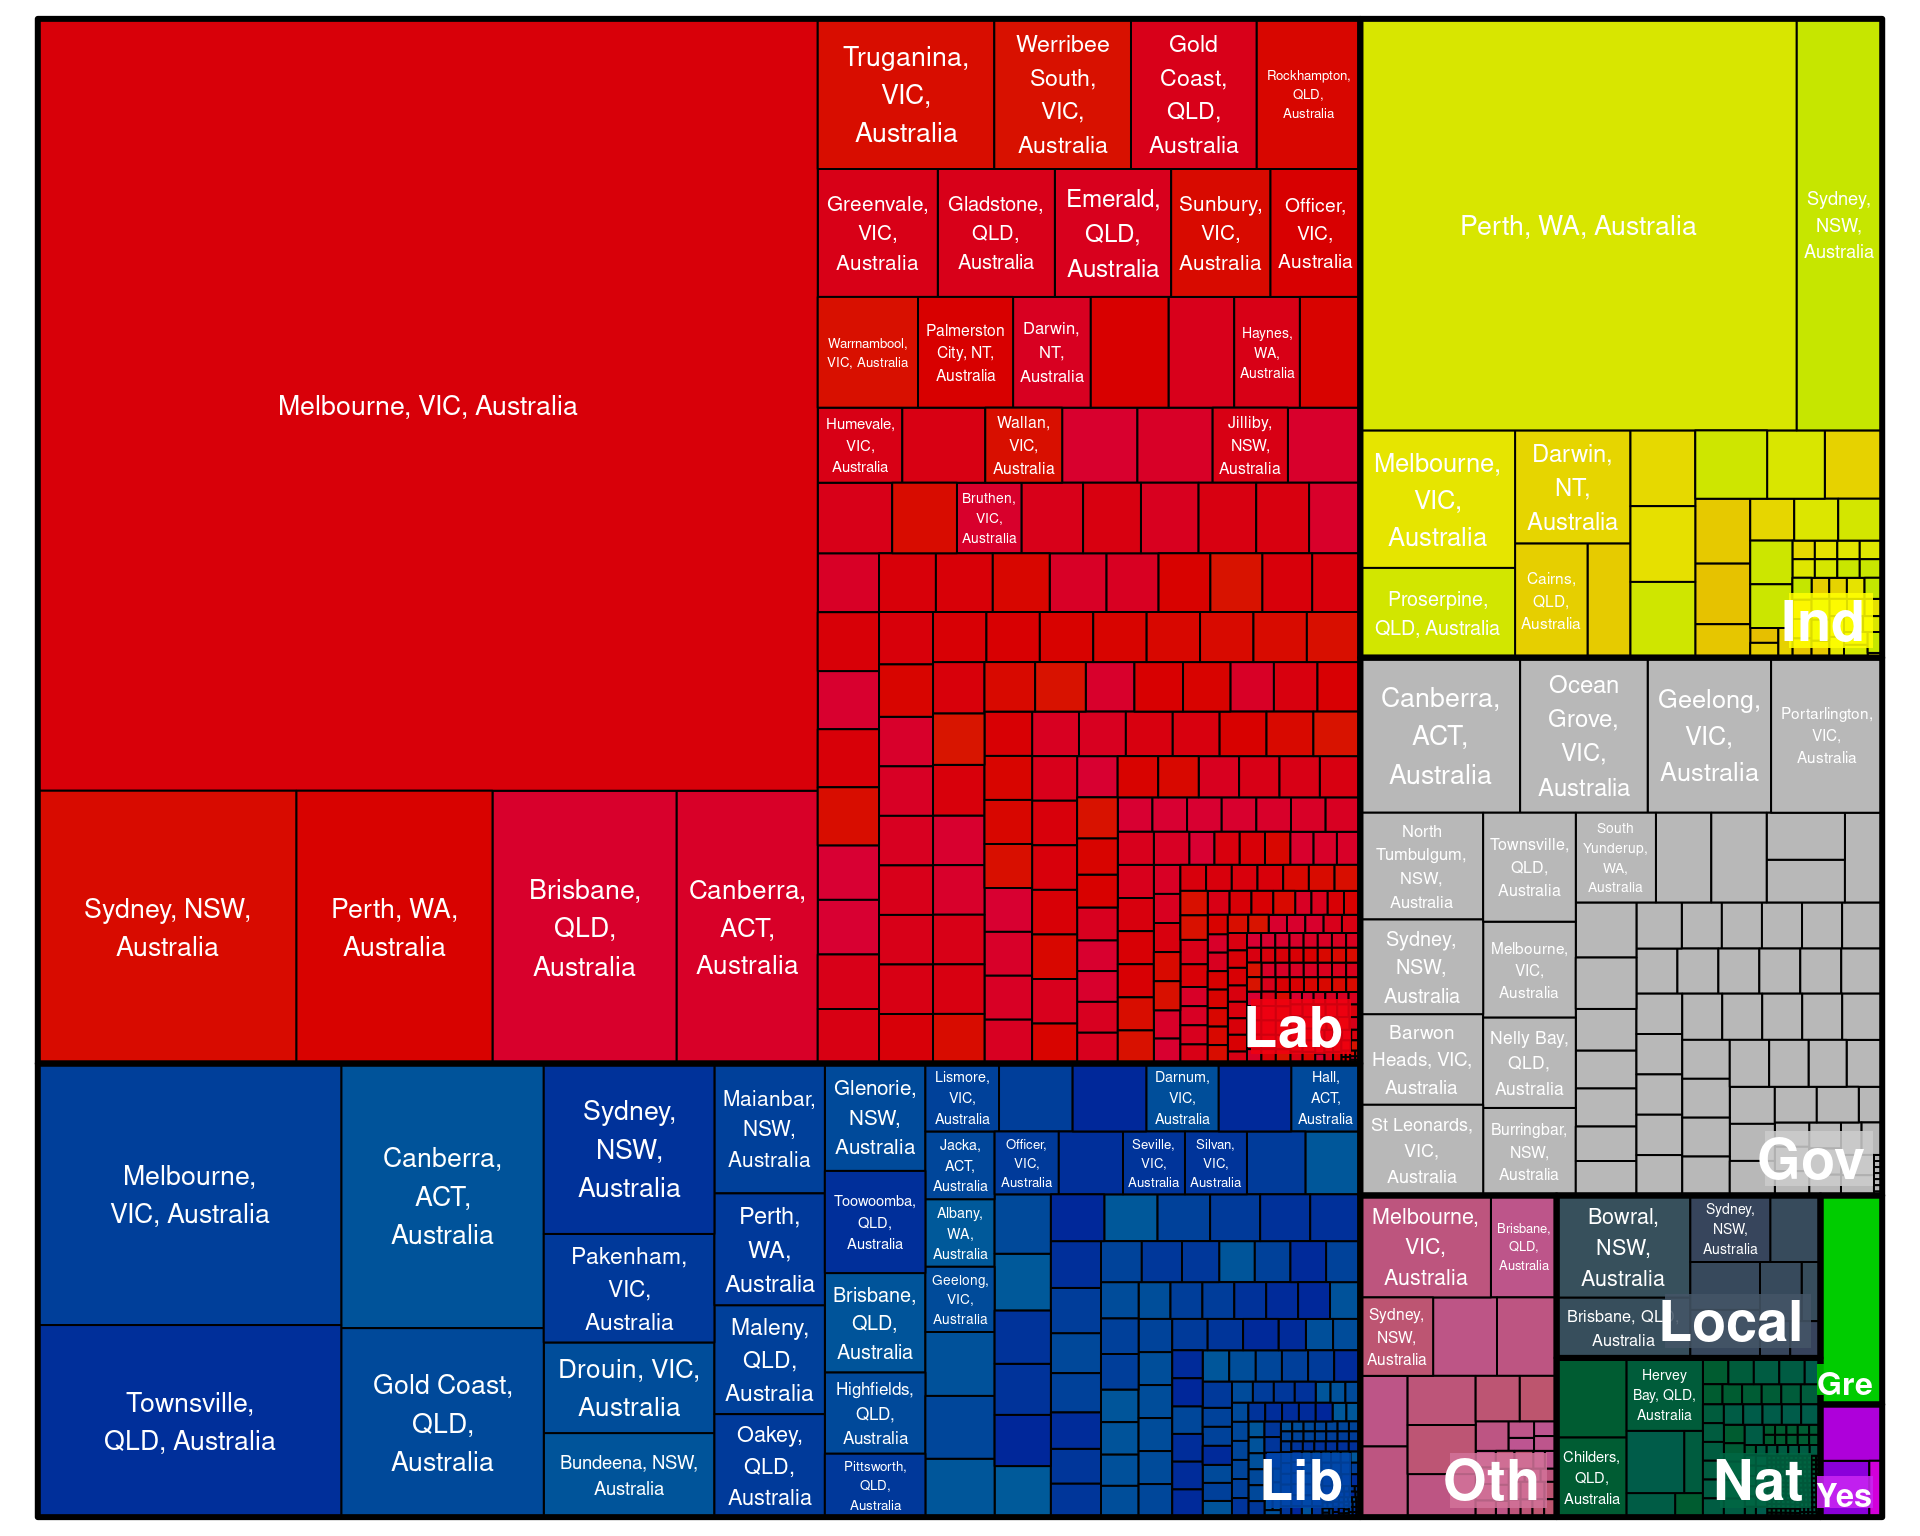 Melbourne, VIC, Australia
Sydney, NSW,
Australia
Perth, WA,
Australia
Brisbane,
QLD,
Australia
Canberra,
ACT,
Australia
Truganina,
VIC,
Australia
Werribee
South,
VIC,
Australia
Gold
Coast,
QLD,
Australia
Rockhampton,
QLD,
Australia
Greenvale,
VIC,
Australia
Gladstone,
QLD,
Australia
Emerald,
QLD,
Australia
Sunbury,
VIC,
Australia
Officer,
VIC,
Australia
Warrnambool,
VIC, Australia
Palmerston
City, NT,
Australia
Darwin,
NT,
Australia
Haynes,
WA,
Australia
Humevale,
VIC,
Australia
Wallan,
VIC,
Australia
Jilliby,
NSW,
Australia
Bruthen,
VIC,
Australia
Lab
Perth, WA, Australia
Sydney,
NSW,
Australia
Melbourne,
VIC,
Australia
Darwin,
NT,
Australia
Proserpine,
QLD, Australia
Cairns,
QLD,
Australia
Ind
Canberra,
ACT,
Australia
Ocean
Grove,
VIC,
Australia
Geelong,
VIC,
Australia
Portarlington,
VIC,
Australia
North
Tumbulgum,
NSW,
Australia
Townsville,
QLD,
Australia
South
Yunderup,
WA,
Australia
Sydney,
NSW,
Australia
Melbourne,
VIC,
Australia
Barwon
Heads, VIC,
Australia
Nelly Bay,
QLD,
Australia
St Leonards,
VIC,
Australia
Burringbar,
NSW,
Australia
Gov
Melbourne,
VIC, Australia
Canberra,
ACT,
Australia
Sydney,
NSW,
Australia
Townsville,
QLD, Australia
Gold Coast,
QLD,
Australia
Pakenham,
VIC,
Australia
Drouin, VIC,
Australia
Bundeena, NSW,
Australia
Maianbar,
NSW,
Australia
Perth,
WA,
Australia
Maleny,
QLD,
Australia
Oakey,
QLD,
Australia
Glenorie,
NSW,
Australia
Toowoomba,
QLD,
Australia
Brisbane,
QLD,
Australia
Highfields,
QLD,
Australia
Pittsworth,
QLD,
Australia
Lismore,
VIC,
Australia
Darnum,
VIC,
Australia
Hall,
ACT,
Australia
Jacka,
ACT,
Australia
Officer,
VIC,
Australia
Seville,
VIC,
Australia
Silvan,
VIC,
Australia
Albany,
WA,
Australia
Geelong,
VIC,
Australia
Lib
Melbourne,
VIC,
Australia
Brisbane,
QLD,
Australia
Sydney,
NSW,
Australia
Oth
Bowral,
NSW,
Australia
Sydney,
NSW,
Australia
Brisbane, QLD,
Australia
Local
Gre
Hervey
Bay, QLD,
Australia
Childers,
QLD,
Australia
Nat
Yes